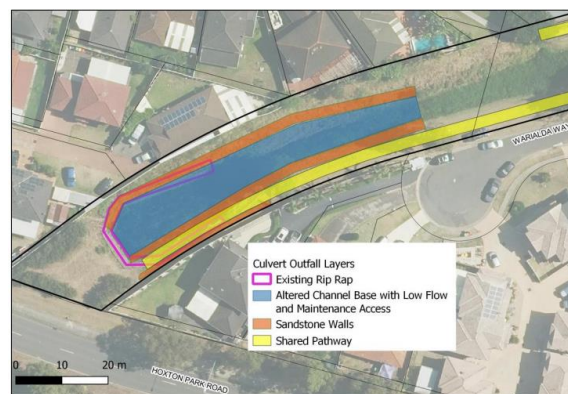 WARIALDA WAY
Culvert Outfall Layers
Existing Rip Rap
Altered Channel Base with Low Flow
and Maintenance Access
Sandstone Walls
Shared Pathway
0 10 20 m
HOXTON PARK ROAD